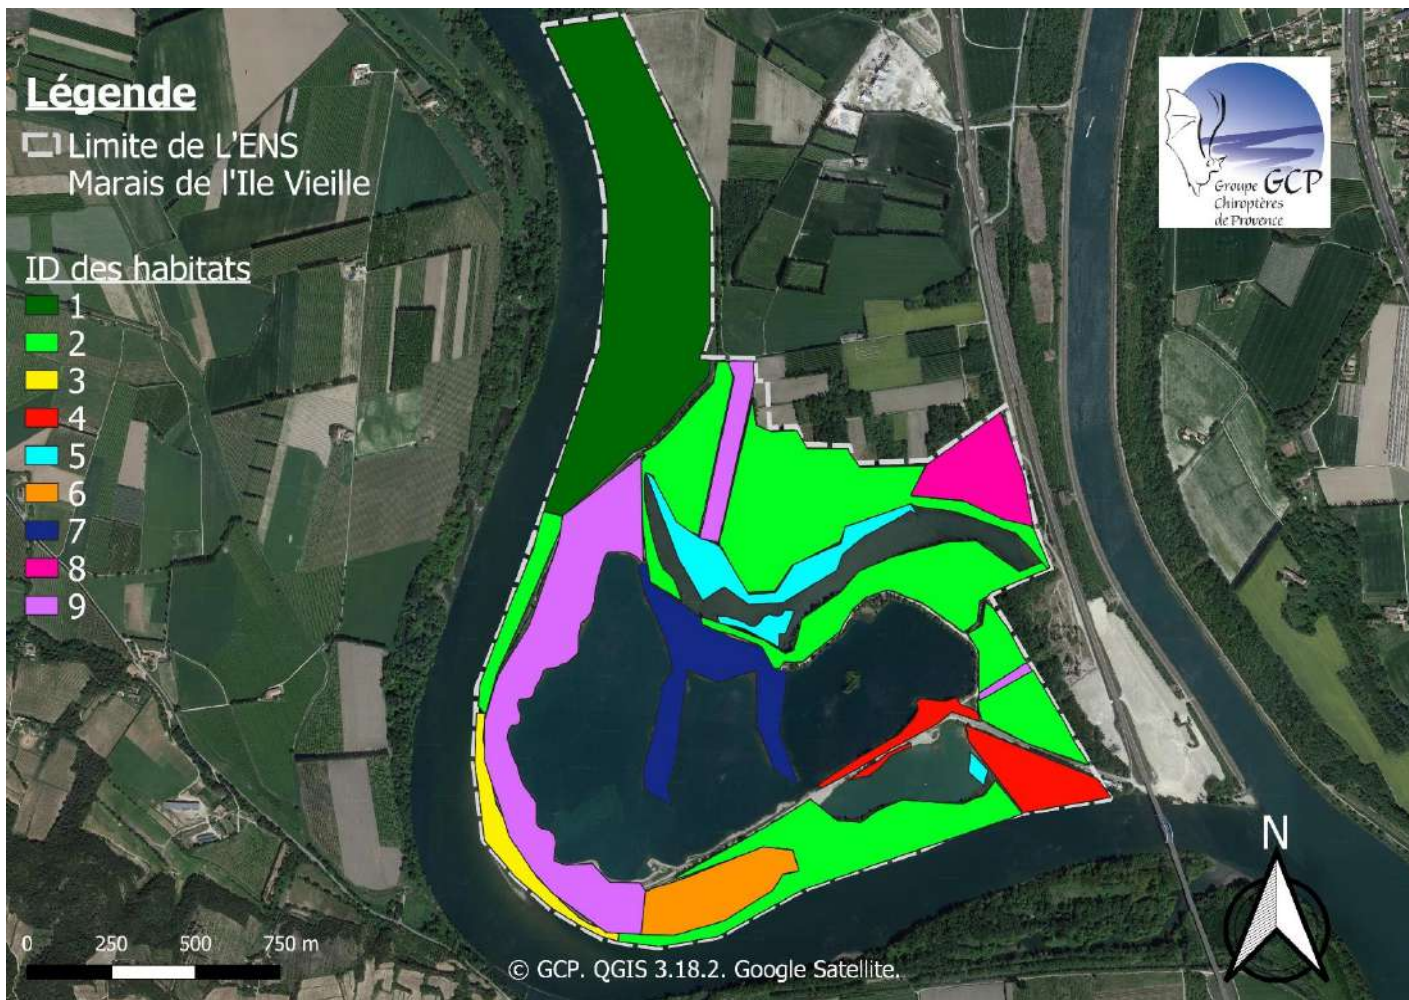 Légende
Limite de L'ENS
Marais de l'Ile Vieille
ID des habitats
1
2
3
4
5
6
7
8
9
Groupe GCP
Chiroptères
de Provence
N
0 250 500 750 m
© GCP. QGIS 3.18.2. Google Satellite.